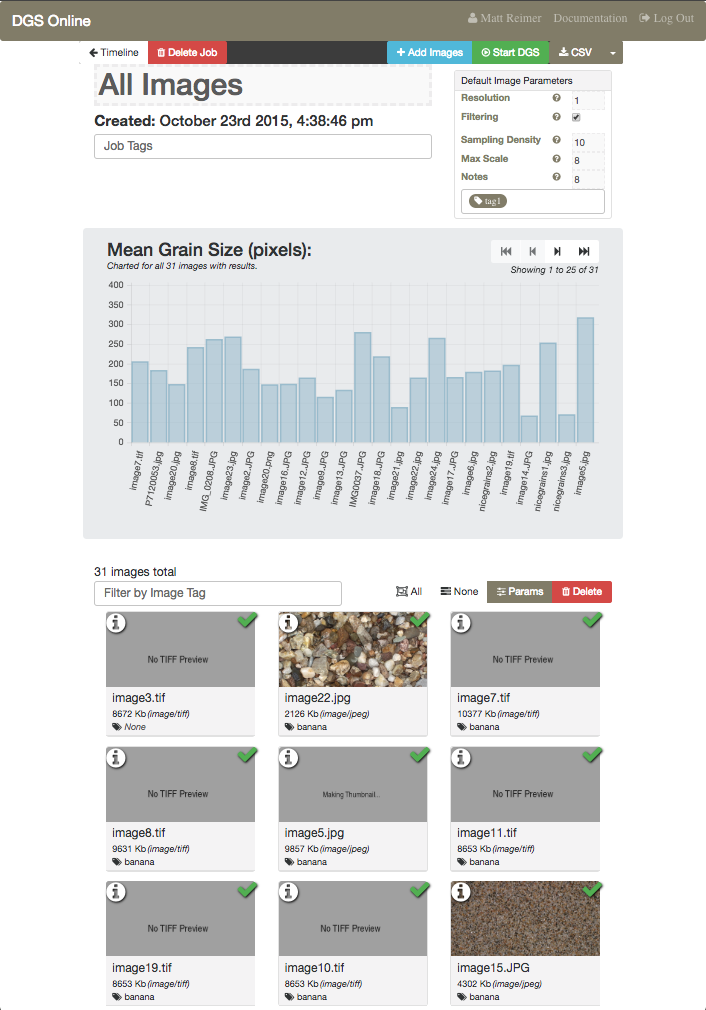 DGS Online
Matt Reimer Documentation Log Out
Timeline Delete Job Add Images Start DGS CSV
All Images
Created: October 23rd 2015, 4:38:46 pm
Job Tags
Default Image Parameters
Resolution 1
Filtering
Sampling Density 10
Max Scale 8
Notes 8
tag1
Mean Grain Size (pixels):
Charted for all 31 images with results.
Showing 1 to 25 of 31
400
350
300
250
200
150
100
50
0
image7.tif
P7120053.jpg
image20.jpg
image8.tif
IMG_0208.JPG
image23.jpg
image2.JPG
image20.png
image16.JPG
image12.JPG
image9.JPG
image13.JPG
IMG0037.JPG
image18.JPG
image21.jpg
image22.jpg
image24.jpg
image17.JPG
image6.jpg
nicegrains2.jpg
image19.tif
image14.JPG
nicegrains1.jpg
nicegrains3.jpg
image5.jpg
31 images total
Filter by Image Tag
All None Params Delete
No TIFF Preview
image3.tif
8672 Kb (image/tiff)
None
image22.jpg
2126 Kb (image/jpeg)
banana
No TIFF Preview
image7.tif
10377 Kb (image/tiff)
banana
No TIFF Preview
image8.tif
9631 Kb (image/tiff)
banana
Making Thumbnail...
image5.jpg
9857 Kb (image/jpeg)
banana
No TIFF Preview
image11.tif
8653 Kb (image/tiff)
banana
No TIFF Preview
image19.tif
8653 Kb (image/tiff)
banana
No TIFF Preview
image10.tif
8653 Kb (image/tiff)
banana
image15.JPG
4302 Kb (image/jpeg)
banana